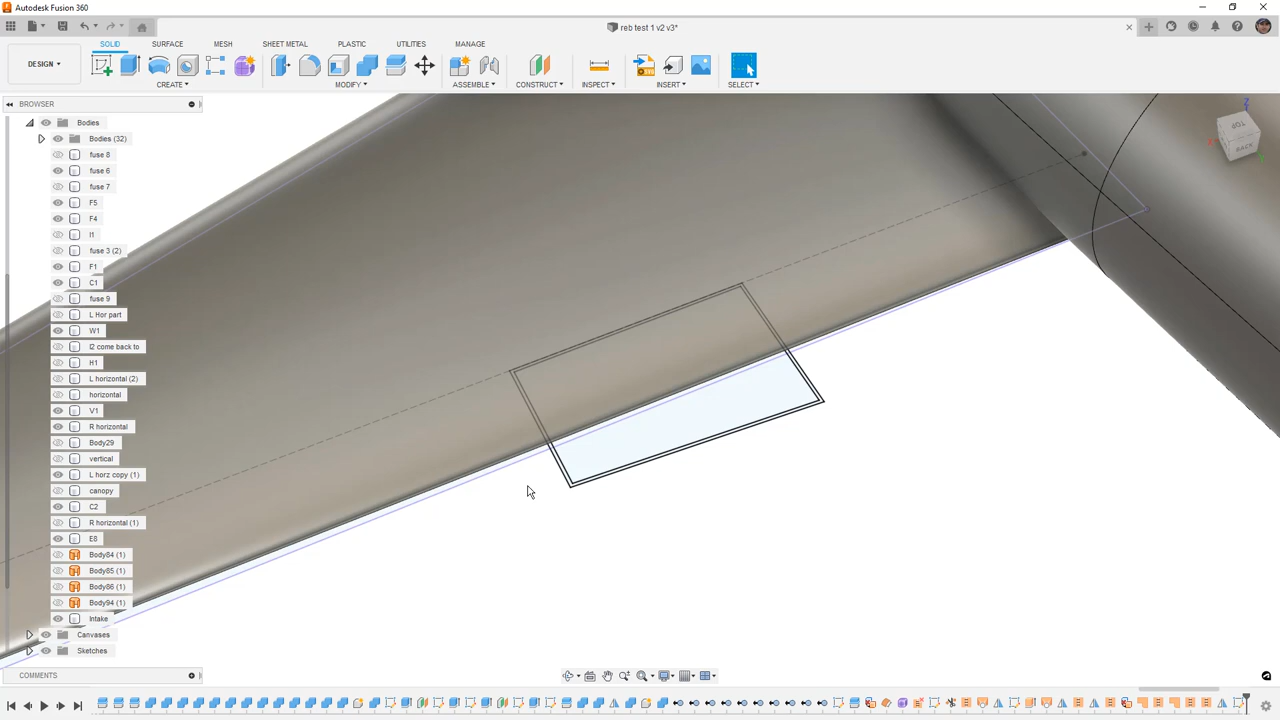 Autodesk Fusion 360
reb test 1 v2 v3*
DESIGN
SOLID SURFACE MESH SHEET METAL PLASTIC UTILITIES MANAGE
CREATE MODIFY ASSEMBLE CONSTRUCT INSPECT INSERT SELECT
BROWSER
Bodies
Bodies (32)
fuse 8
fuse 6
fuse 7
F5
F4
I1
fuse 3 (2)
F1
C1
fuse 9
L Hor part
W1
I2 come back to
H1
L horizontal (2)
horizontal
V1
R horizontal
Body29
vertical
L horz copy (1)
canopy
C2
R horizontal (1)
E8
Body84 (1)
Body85 (1)
Body86 (1)
Body94 (1)
Intake
Canvases
Sketches
COMMENTS
Z
TOP
X
BACK
Y